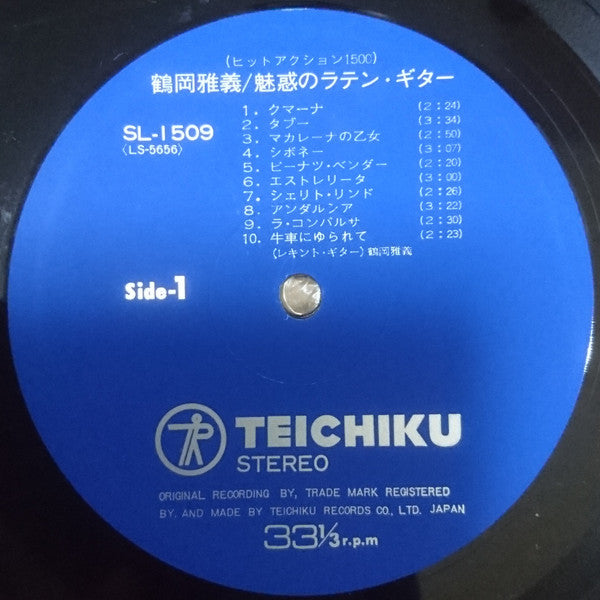 (ヒットアクション1500)
鶴岡雅義/魅惑のラテン・ギター
SL-1509
〈LS-5656〉
1. クマーナ (2:24)
2. タブー (3:34)
3. マカレーナの乙女 (2:50)
4. シボネー (3:07)
5. ピーナツ・ベンダー (2:20)
6. エストレリータ (3:00)
7. シェリト・リンド (2:26)
8. アンダルシア (3:22)
9. ラ・コンパルサ (2:30)
10. 牛車にゆられて (2:23)
(レキント・ギター)鶴岡雅義
Side-1
TEICHIKU
STEREO
ORIGINAL RECORDING BY, TRADE MARK REGISTERED
BY. AND MADE BY TEICHIKU RECORDS CO., LTD. JAPAN
33 1/3 r.p.m